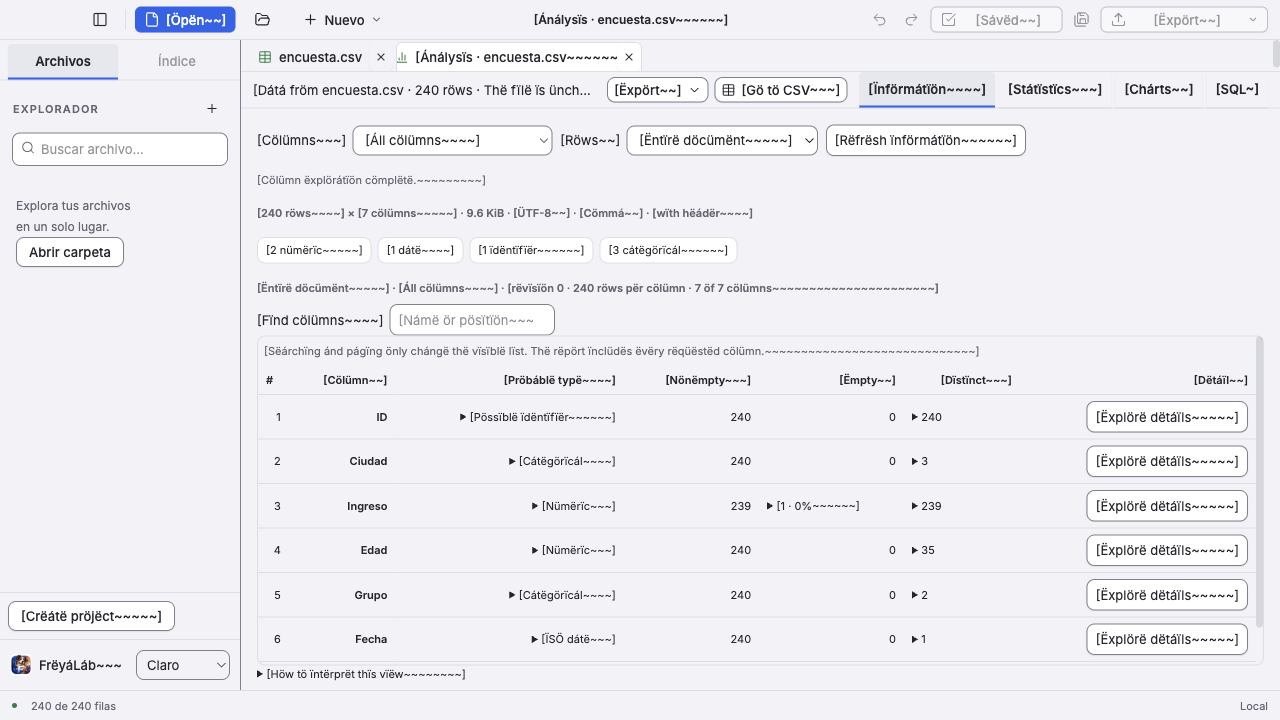 [Öpën~~]
Nuevo
[Ánálysïs · encuesta.csv~~~~~~]
[Sávëd~~]
[Ëxpört~~]
Archivos
Índice
encuesta.csv
[Ánálysïs · encuesta.csv~~~~~~
[Dátá fröm encuesta.csv · 240 röws · Thë fïlë ïs ünch...
[Ëxpört~~]
[Gö tö CSV~~~]
[Ïnförmátïön~~~~]
[Státïstïcs~~~]
[Chárts~~]
[SQL~]
EXPLORADOR
Buscar archivo...
Explora tus archivos
en un solo lugar.
Abrir carpeta
[Cölümns~~~] [Áll cölümns~~~~] [Röws~~] [Ëntïrë döcümënt~~~~~] [Rëfrësh ïnförmátïön~~~~~~]
[Cölümn ëxplörátïön cömplëtë.~~~~~~~~~]
[240 röws~~~~] × [7 cölümns~~~~~] · 9.6 KiB · [ÜTF-8~~] · [Cömmá~~] · [wïth hëádër~~~~]
[2 nümërïc~~~~~] [1 dátë~~~~] [1 ïdëntïfïër~~~~~~] [3 cátëgörïcál~~~~~~]
[Ëntïrë döcümënt~~~~~] · [Áll cölümns~~~~] · [rëvïsïön 0 · 240 röws për cölümn · 7 öf 7 cölümns~~~~~~~~~~~~~~~~~~~~~~]
[Fïnd cölümns~~~~] [Námë ör pösïtïön~~~
[Sëárchïng ánd págïng önly chángë thë vïsïblë lïst. Thë rëpört ïnclüdës ëvëry rëqüëstëd cölümn.~~~~~~~~~~~~~~~~~~~~~~~~~~~~]
# [Cölümn~~] [Pröbáblë typë~~~~] [Nönëmpty~~~] [Ëmpty~~] [Dïstïnct~~~] [Dëtáïl~~]
1 ID [Pössïblë ïdëntïfïër~~~~~~] 240 0 240 [Ëxplörë dëtáïls~~~~~]
2 Ciudad [Cátëgörïcál~~~~] 240 0 3 [Ëxplörë dëtáïls~~~~~]
3 Ingreso [Nümërïc~~~] 239 [1 · 0%~~~~~~] 239 [Ëxplörë dëtáïls~~~~~]
4 Edad [Nümërïc~~~] 240 0 35 [Ëxplörë dëtáïls~~~~~]
5 Grupo [Cátëgörïcál~~~~] 240 0 2 [Ëxplörë dëtáïls~~~~~]
6 Fecha [ÏSÖ dátë~~~] 240 0 1 [Ëxplörë dëtáïls~~~~~]
[Höw tö ïntërprët thïs vïëw~~~~~~~~]
[Crëátë pröjëct~~~~~]
FrëyáLáb~~~
Claro
240 de 240 filas
Local